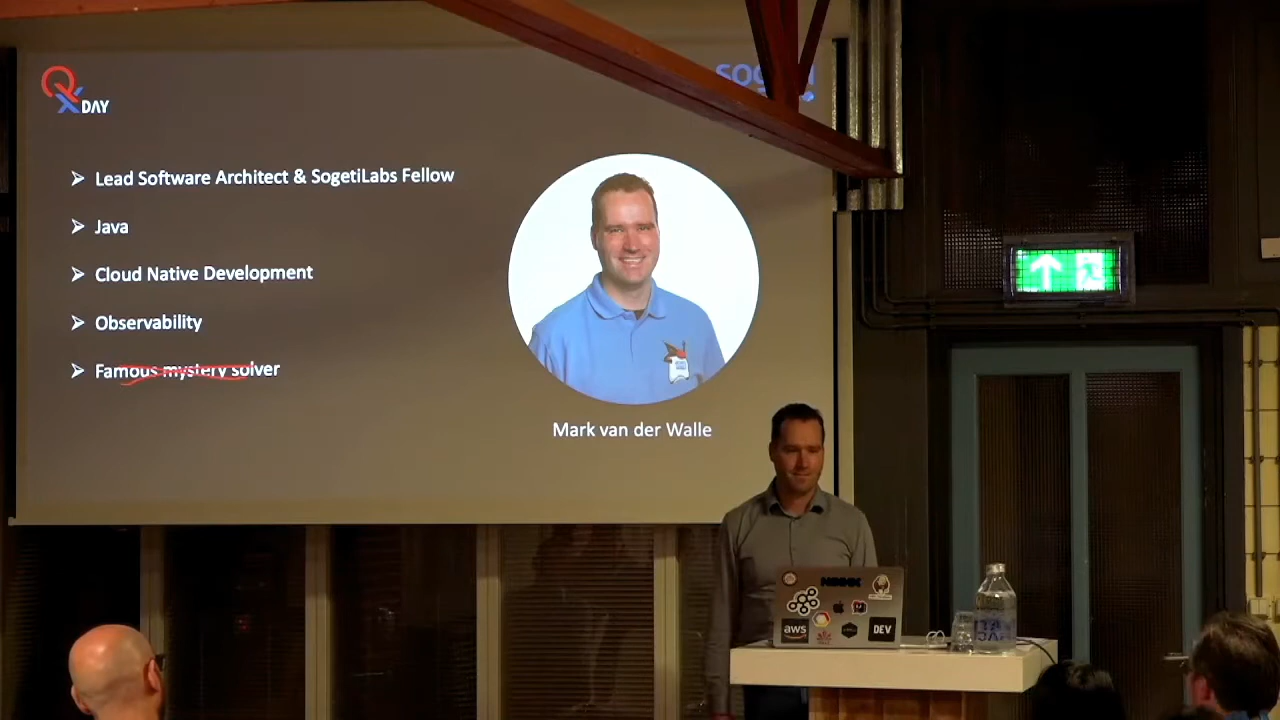 QX DAY
Lead Software Architect & SogetiLabs Fellow
Java
Cloud Native Development
Observability
Famous mystery solver
Mark van der Walle
aws
DEV